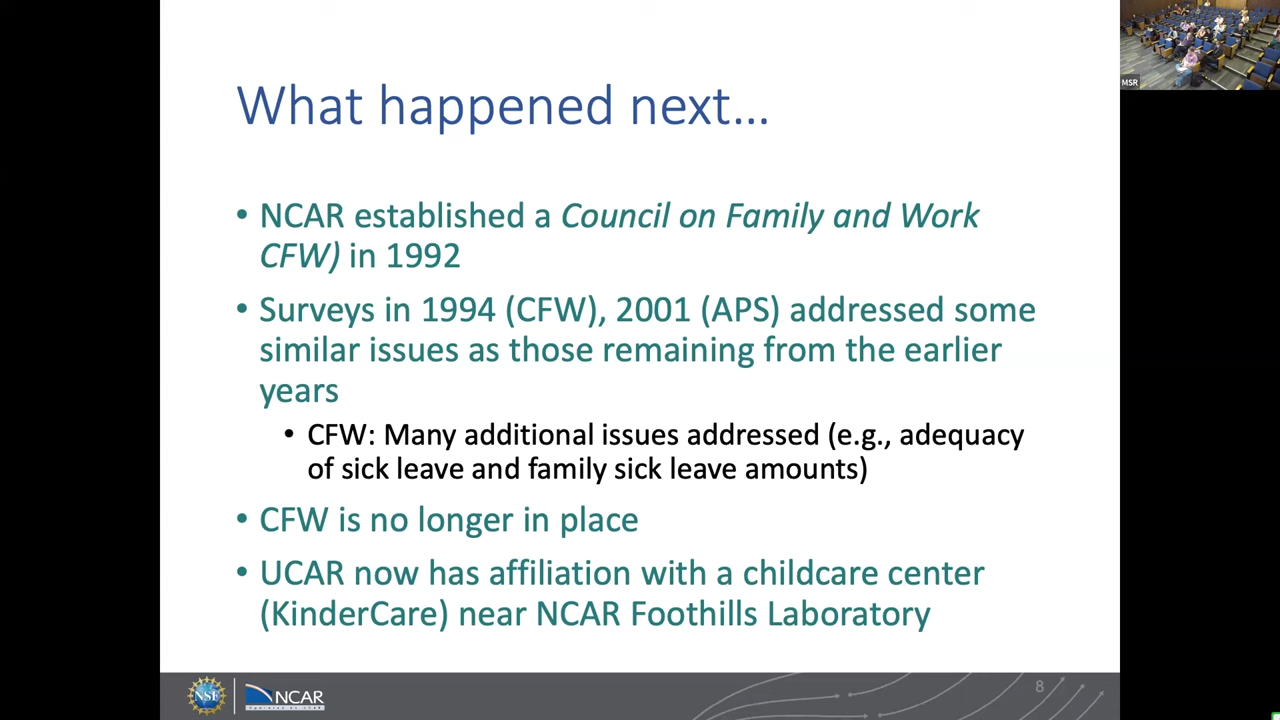 MSR
What happened next...
• NCAR established a Council on Family and Work
CFW) in 1992
• Surveys in 1994 (CFW), 2001 (APS) addressed some
similar issues as those remaining from the earlier
years
• CFW: Many additional issues addressed (e.g., adequacy
of sick leave and family sick leave amounts)
• CFW is no longer in place
• UCAR now has affiliation with a childcare center
(KinderCare) near NCAR Foothills Laboratory
NSF
NCAR
8